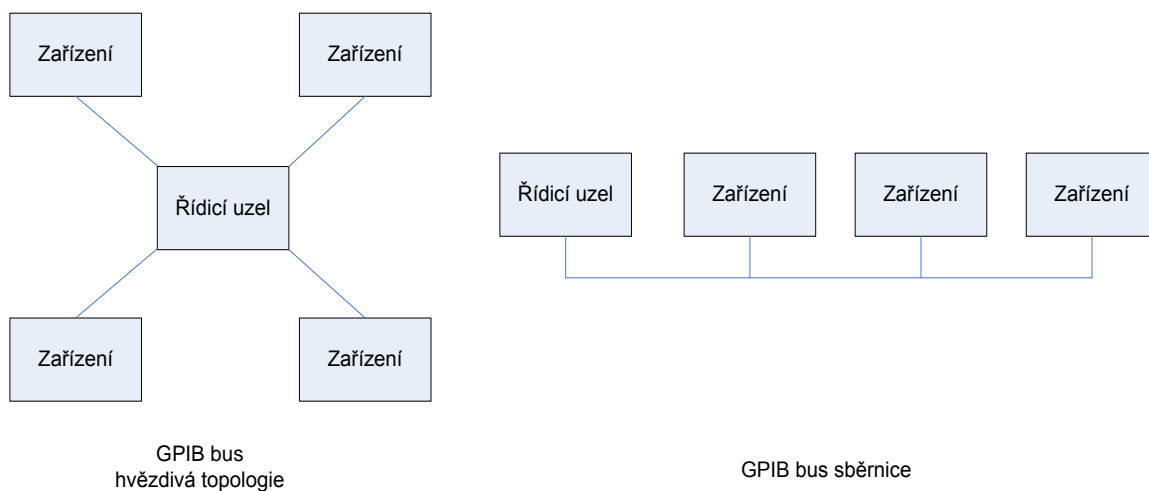 Zařízení
Zařízení
Řídicí uzel
Zařízení
Zařízení
GPIB bus
hvězdivá topologie
Řídicí uzel
Zařízení
Zařízení
Zařízení
GPIB bus sběrnice